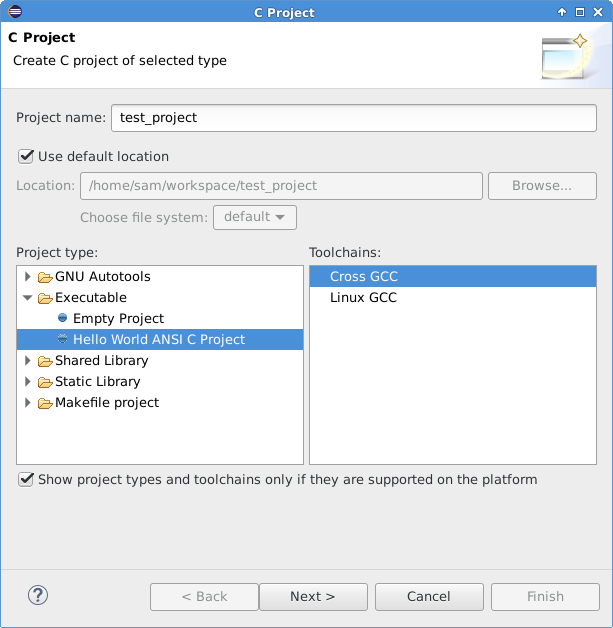 C Project
C Project
Create C project of selected type
Project name: test_project
Use default location
Location: /home/sam/workspace/test_project Browse...
Choose file system: default
Project type: Toolchains:
GNU Autotools Cross GCC
Executable Linux GCC
Empty Project
Hello World ANSI C Project
Shared Library
Static Library
Makefile project
Show project types and toolchains only if they are supported on the platform
? < Back Next > Cancel Finish